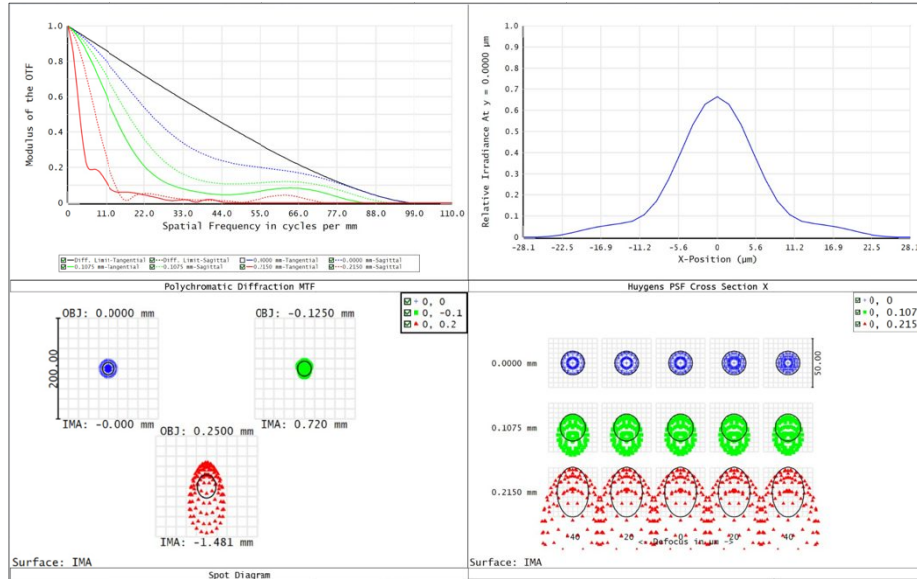 1.0
0.8
0.6
0.4
0.2
0
Modulus of the OTF
0 11.0 22.0 33.0 44.0 55.0 66.0 77.0 88.0 99.0 110.0
Spatial Frequency in cycles per mm
Diff. Limit-Tangential Diff. Limit-Sagittal 0.0000 mm-Tangential 0.0000 mm-Sagittal
0.1075 mm-Tangential 0.1075 mm-Sagittal 0.2150 mm-Tangential 0.2150 mm-Sagittal
Polychromatic Diffraction MTF
1
0.9
0.8
0.7
0.6
0.5
0.4
0.3
0.2
0.1
0
Relative Irradiance At y = 0.0000 µm
-28.1 -22.5 -16.9 -11.2 -5.6 0 5.6 11.2 16.9 22.5 28.1
X-Position (µm)
Huygens PSF Cross Section X
OBJ: 0.0000 mm
OBJ: -0.1250 mm
0, 0
0, -0.1
0, 0.2
200.00
IMA: -0.000 mm
IMA: 0.720 mm
OBJ: 0.2500 mm
IMA: -1.481 mm
Surface: IMA
Spot Diagram
0, 0
0, 0.107
0, 0.215
0.0000 mm
50.00
0.1075 mm
0.2150 mm
-40 -20 0 20 40
<- Defocus in µm ->
Surface: IMA